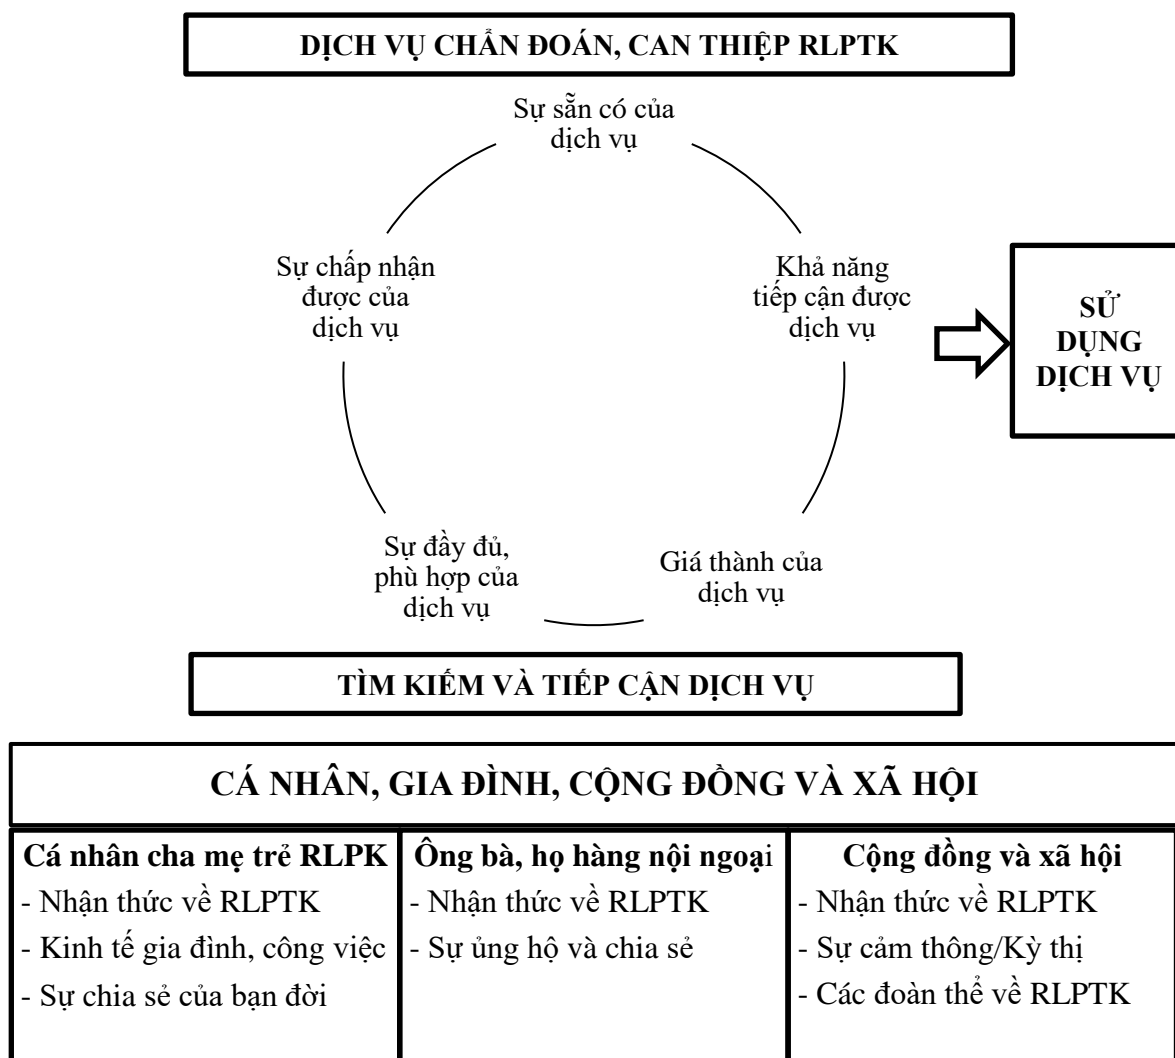 DỊCH VỤ CHẨN ĐOÁN, CAN THIỆP RLPTK
Sự sẵn có của
dịch vụ
Sự chấp nhận
được của
dịch vụ
Khả năng
tiếp cận được
dịch vụ
SỬ
DỤNG
DỊCH VỤ
Sự đầy đủ,
phù hợp của
dịch vụ
Giá thành của
dịch vụ
TÌM KIẾM VÀ TIẾP CẬN DỊCH VỤ
CÁ NHÂN, GIA ĐÌNH, CỘNG ĐỒNG VÀ XÃ HỘI
Cá nhân cha mẹ trẻ RLPK
- Nhận thức về RLPTK
- Kinh tế gia đình, công việc
- Sự chia sẻ của bạn đời
Ông bà, họ hàng nội ngoại
- Nhận thức về RLPTK
- Sự ủng hộ và chia sẻ
Cộng đồng và xã hội
- Nhận thức về RLPTK
- Sự cảm thông/Kỳ thị
- Các đoàn thể về RLPTK